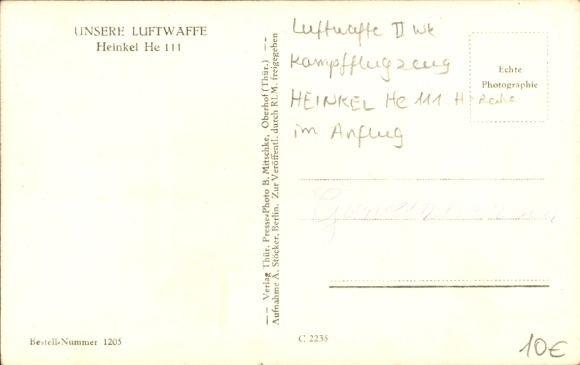 UNSERE LUFTWAFFE
Heinkel He 111
Bestell-Nummer 1205
-- Verlag Thür. Presse-Photo B. Mitschke, Oberhof (Thür.) --
Aufnahme A. Stöcker, Berlin. Zur Veröffentl. durch RLM. freigegeben
Luftwaffe II Wk
Kampfflugzeug
HEINKEL He 111 H-Reihe
im Anflug
Echte
Photographie
C 2235
10€